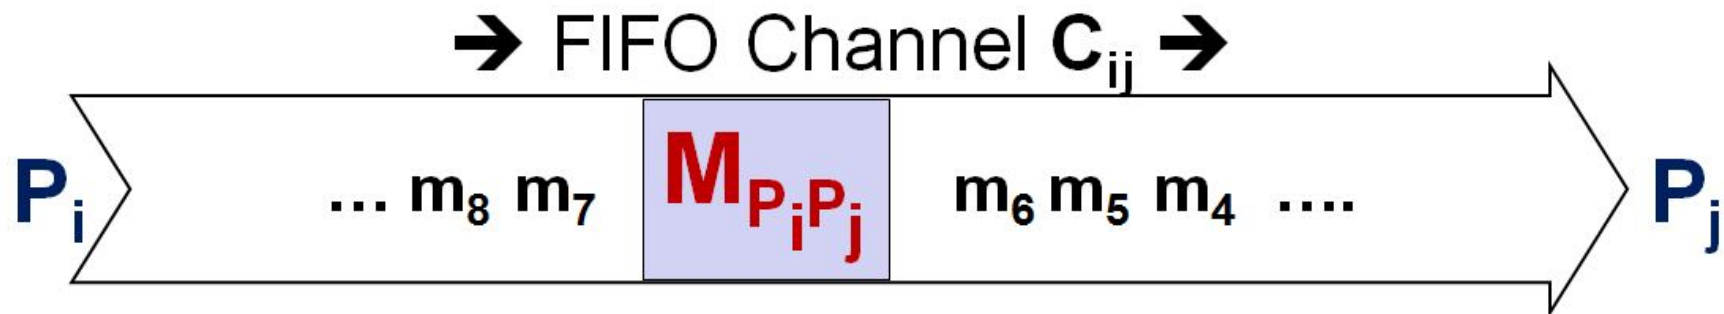 ➔ FIFO Channel Cij ➔
Pi … m8 m7 MPiPj m6 m5 m4 …. Pj